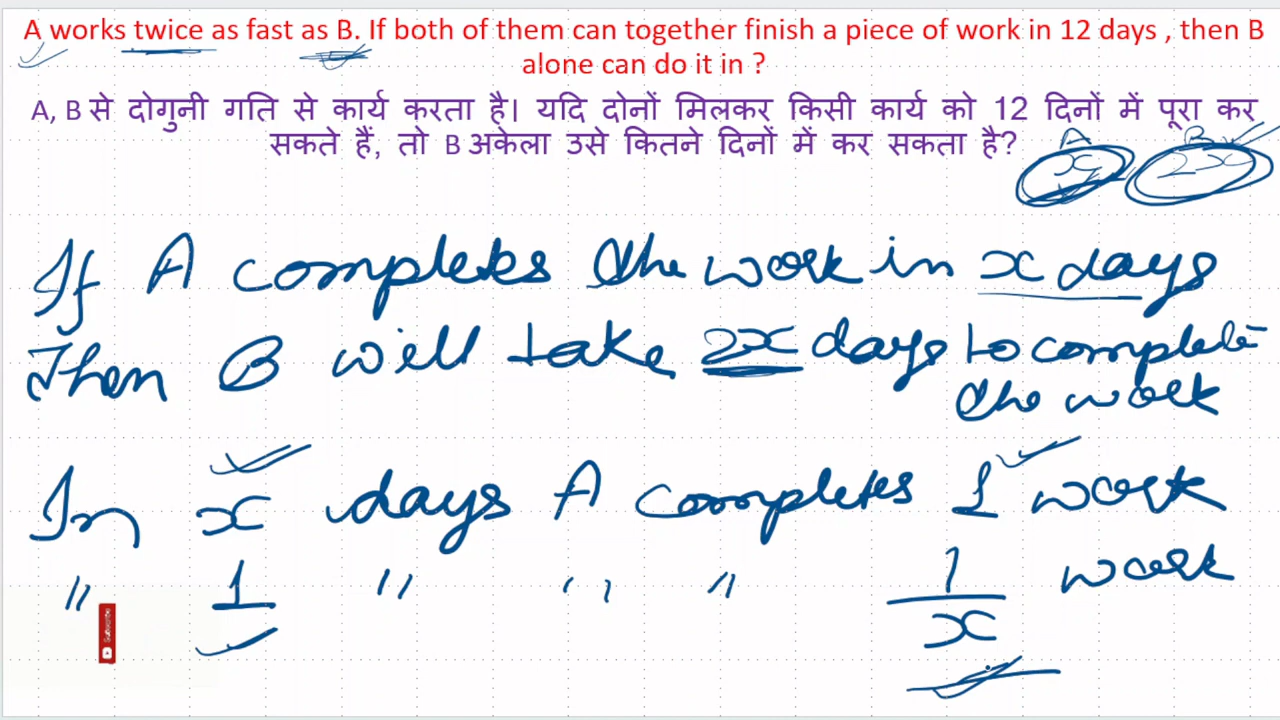 A works twice as fast as B. If both of them can together finish a piece of work in 12 days , then B
alone can do it in ?
A, B से दोगुनी गति से कार्य करता है। यदि दोनों मिलकर किसी कार्य को 12 दिनों में पूरा कर
सकते हैं, तो B अकेला उसे कितने दिनों में कर सकता है?
A B
x 2x
If A completes the work in x days
Then B will take 2x days to complete
the work
In x days A completes 1 work
" 1 " " " 1/x work
Subscribe